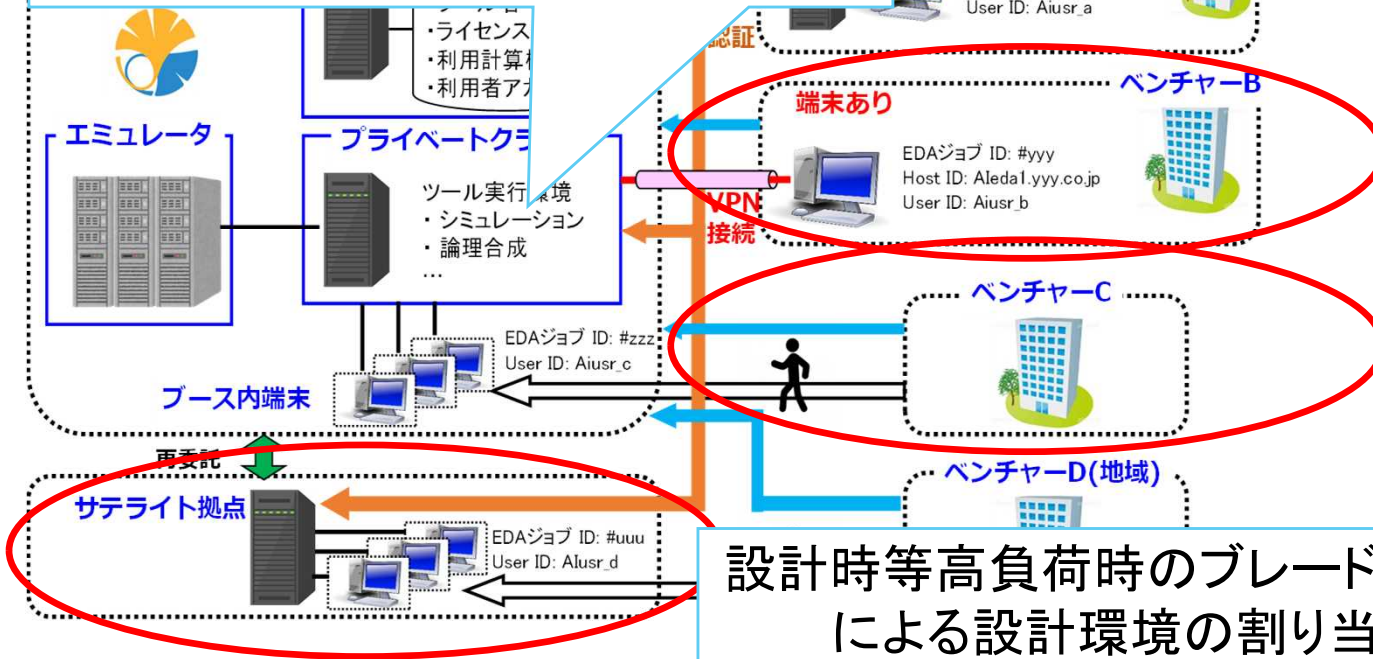 User ID: Aiusr_a
・ライセンス
・利用計算
・利用者ア
認証
ベンチャーB
端末あり
エミュレータ
プライベートクラ
EDAジョブ ID: #yyy
Host ID: AIeda1.yyy.co.jp
User ID: Aiusr_b
ツール実行環境
・シミュレーション
・論理合成
…
VPN
接続
ベンチャーC
EDAジョブ ID: #zzz
User ID: Aiusr_c
ブース内端末
再委託
ベンチャーD(地域)
サテライト拠点
EDAジョブ ID: #uuu
User ID: AIusr_d
設計時等高負荷時のブレード
による設計環境の割り当